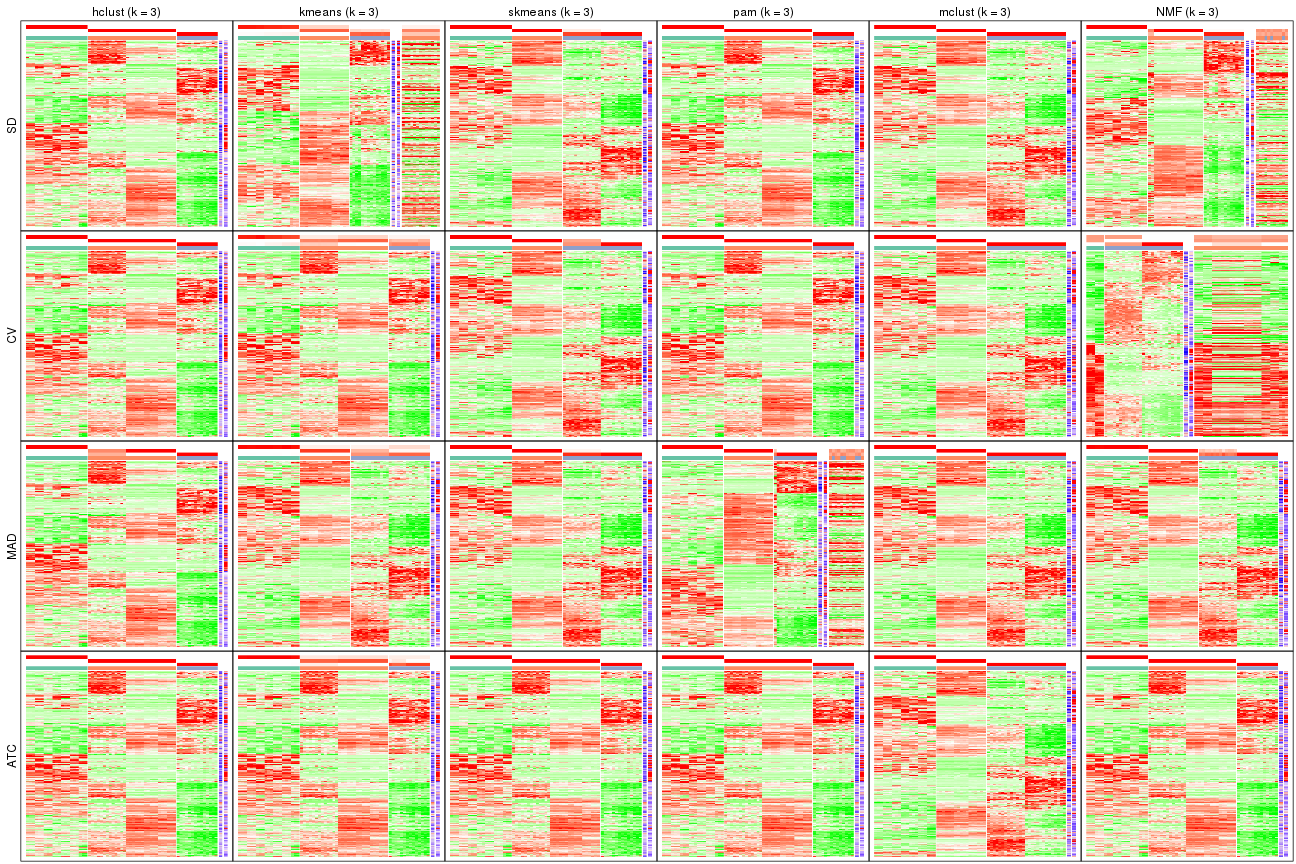 hclust (k = 3)
kmeans (k = 3)
skmeans (k = 3)
pam (k = 3)
mclust (k = 3)
NMF (k = 3)
SD
CV
MAD
ATC